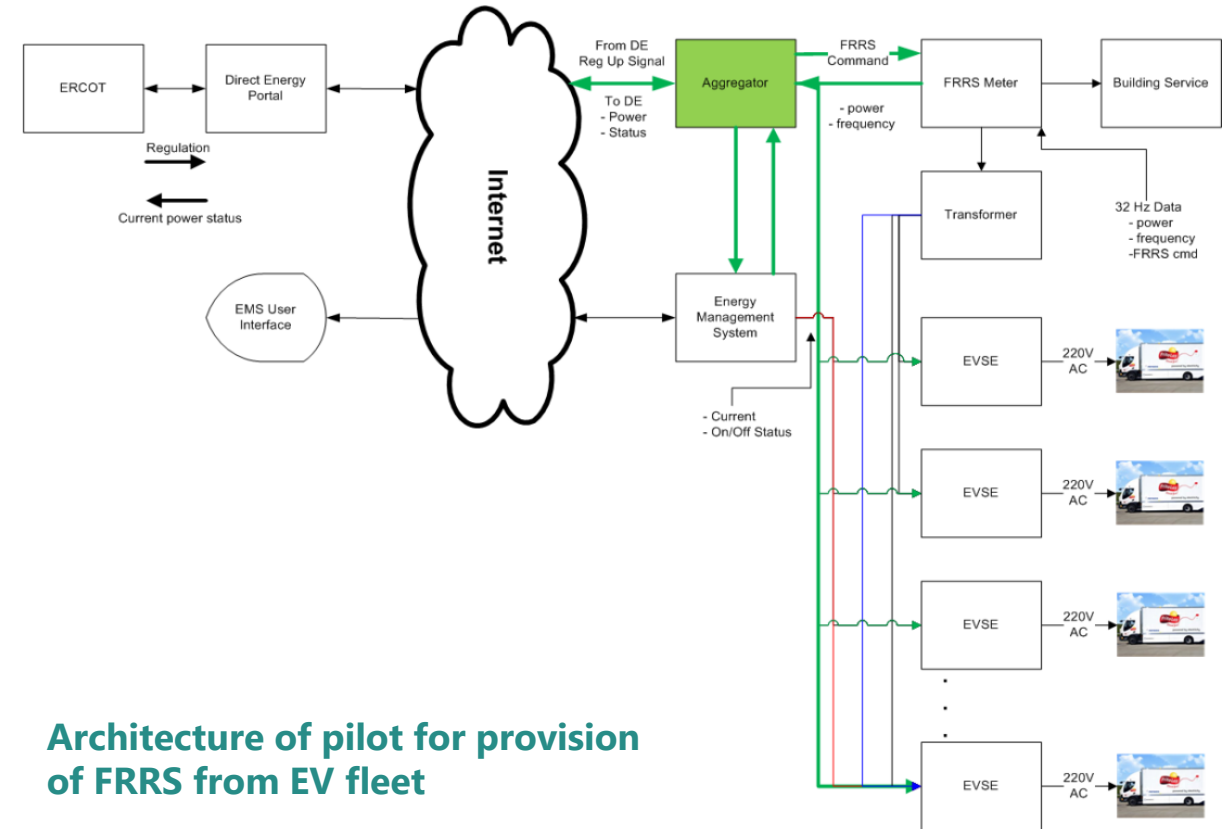 ERCOT
Direct Energy
Portal
Regulation
Current power status
EMS User
Interface
Internet
From DE
Reg Up Signal
To DE
- Power
- Status
Aggregator
FRRS
Command
- power
- frequency
FRRS Meter
Building Service
Transformer
32 Hz Data
- power
- frequency
-FRRS cmd
Energy
Management
System
- Current
- On/Off Status
EVSE
220V
AC
EVSE
220V
AC
EVSE
220V
AC
EVSE
220V
AC
Architecture of pilot for provision
of FRRS from EV fleet